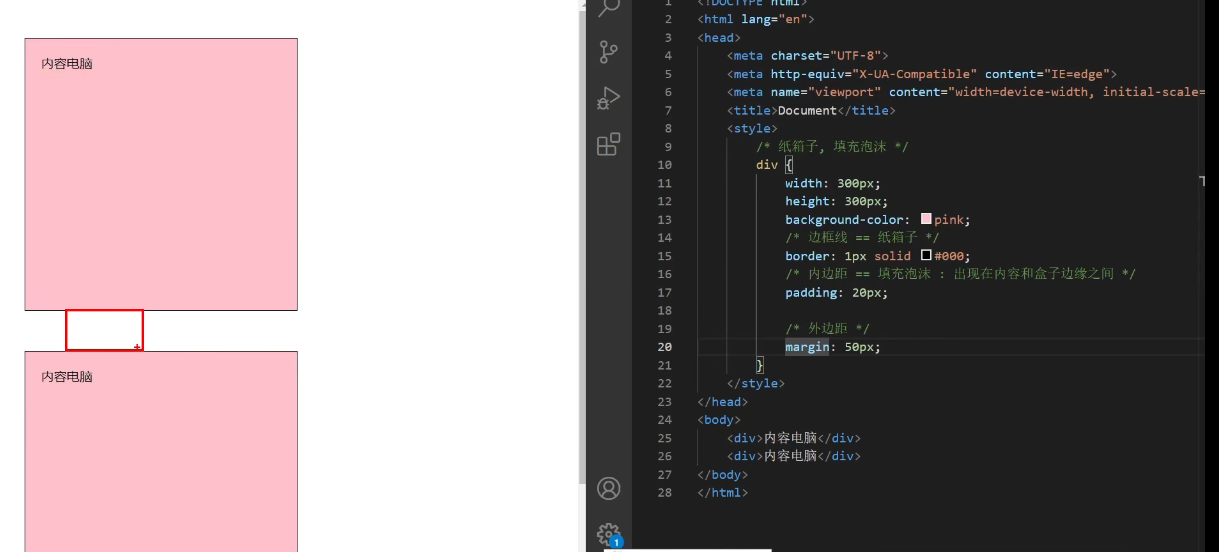 内容电脑
内容电脑
1 <!DOCTYPE html>
2 <html lang="en">
3 <head>
4 <meta charset="UTF-8">
5 <meta http-equiv="X-UA-Compatible" content="IE=edge">
6 <meta name="viewport" content="width=device-width, initial-scale=
7 <title>Document</title>
8 <style>
9 /* 纸箱子, 填充泡沫 */
10 div {
11 width: 300px;
12 height: 300px;
13 background-color: pink;
14 /* 边框线 == 纸箱子 */
15 border: 1px solid #000;
16 /* 内边距 == 填充泡沫 : 出现在内容和盒子边缘之间 */
17 padding: 20px;
18
19 /* 外边距 */
20 margin: 50px;
21 }
22 </style>
23 </head>
24 <body>
25 <div>内容电脑</div>
26 <div>内容电脑</div>
27 </body>
28 </html>
1